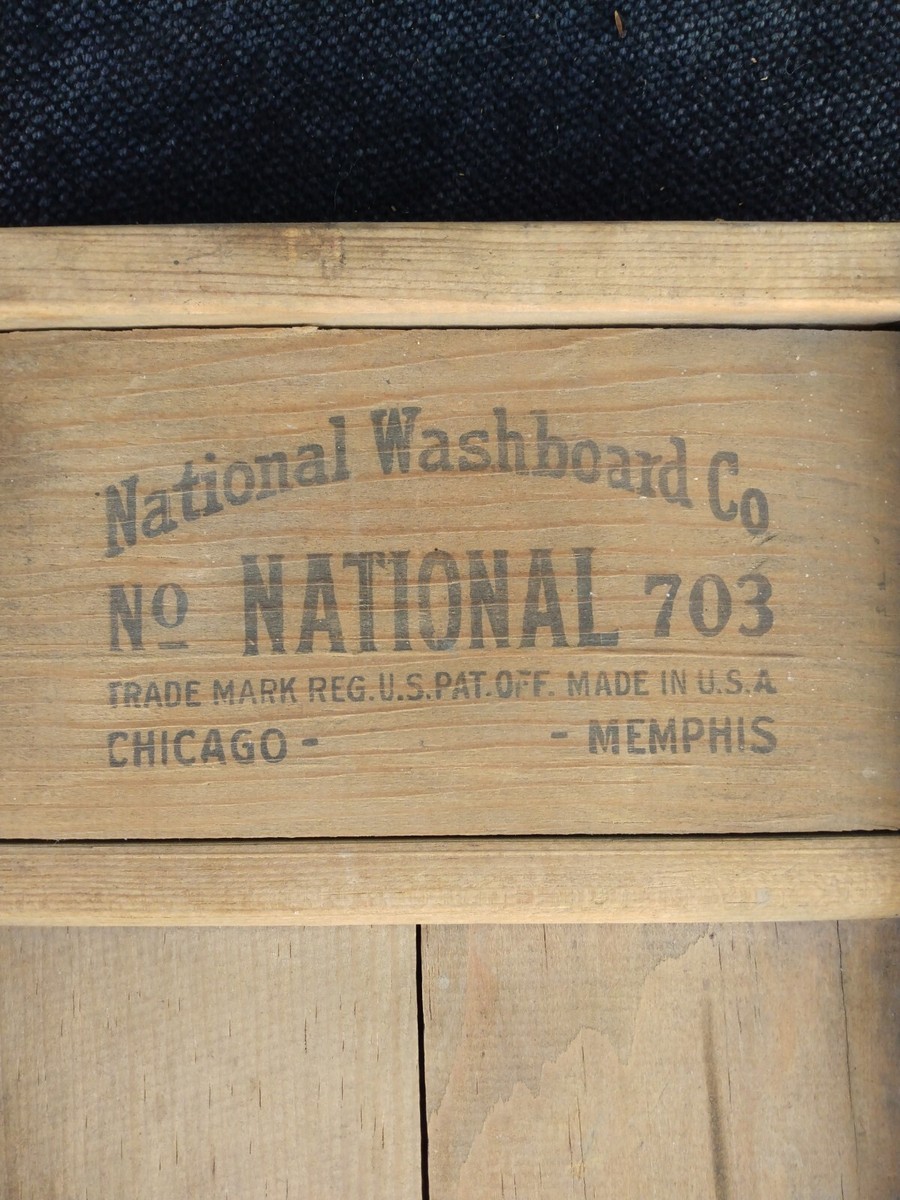 National Washboard Co
No NATIONAL 703
TRADE MARK REG.U.S.PAT.OFF. MADE IN U.S.A
CHICAGO - - MEMPHIS